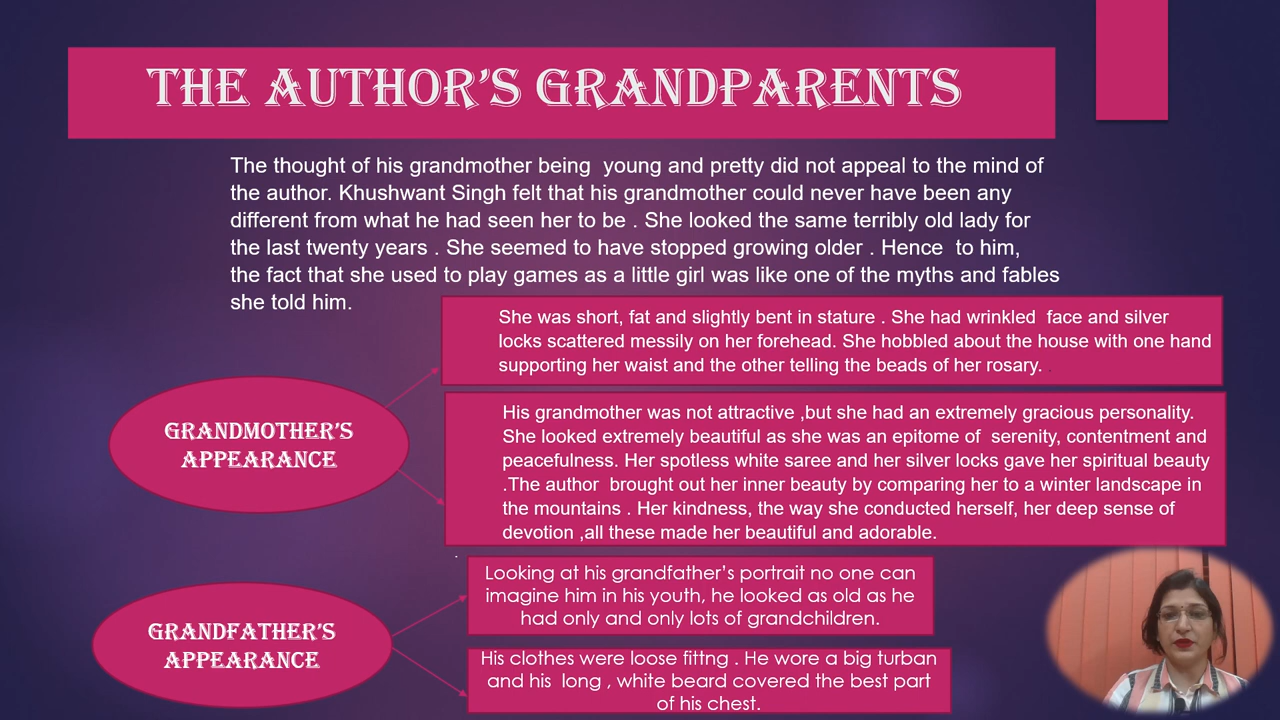 THE AUTHOR'S GRANDPARENTS
The thought of his grandmother being  young and pretty did not appeal to the mind of
the author. Khushwant Singh felt that his grandmother could never have been any
different from what he had seen her to be . She looked the same terribly old lady for
the last twenty years . She seemed to have stopped growing older . Hence  to him,
the fact that she used to play games as a little girl was like one of the myths and fables
she told him.
She was short, fat and slightly bent in stature . She had wrinkled  face and silver
locks scattered messily on her forehead. She hobbled about the house with one hand
supporting her waist and the other telling the beads of her rosary. .
GRANDMOTHER'S
APPEARANCE
His grandmother was not attractive ,but she had an extremely gracious personality.
She looked extremely beautiful as she was an epitome of  serenity, contentment and
peacefulness. Her spotless white saree and her silver locks gave her spiritual beauty
.The author  brought out her inner beauty by comparing her to a winter landscape in
the mountains . Her kindness, the way she conducted herself, her deep sense of
devotion ,all these made her beautiful and adorable.
.
GRANDFATHER'S
APPEARANCE
Looking at his grandfather's portrait no one can
imagine him in his youth, he looked as old as he
had only and only lots of grandchildren.
His clothes were loose fittng . He wore a big turban
and his  long , white beard covered the best part
of his chest.